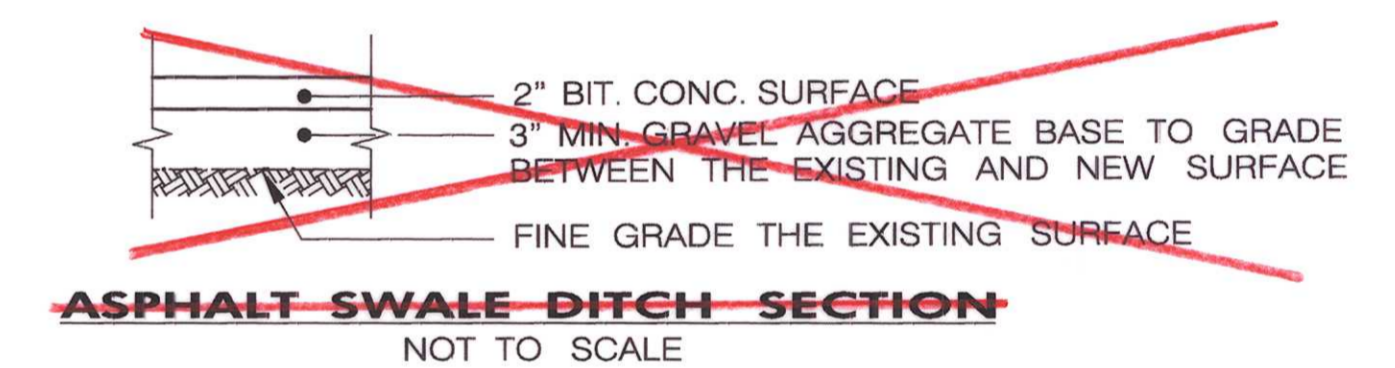 2" BIT. CONC. SURFACE
3" MIN. GRAVEL AGGREGATE BASE TO GRADE
BETWEEN THE EXISTING AND NEW SURFACE
FINE GRADE THE EXISTING SURFACE
ASPHALT SWALE DITCH SECTION
NOT TO SCALE